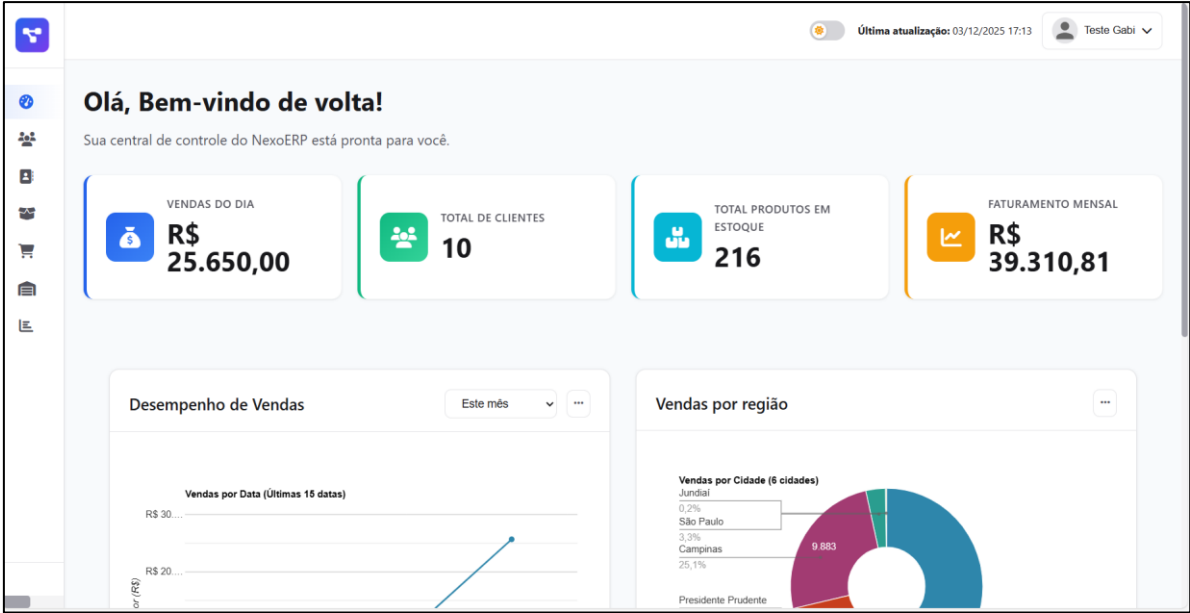 Última atualização: 03/12/2025 17:13
Teste Gabi
Olá, Bem-vindo de volta!
Sua central de controle do NexoERP está pronta para você.
VENDAS DO DIA
R$
25.650,00
TOTAL DE CLIENTES
10
TOTAL PRODUTOS EM
ESTOQUE
216
FATURAMENTO MENSAL
R$
39.310,81
Desempenho de Vendas
Este mês
...
Vendas por Data (Últimas 15 datas)
R$ 30....
R$ 20....
or (R$)
Vendas por região
...
Vendas por Cidade (6 cidades)
Jundiaí
0,2%
São Paulo
3,3%
Campinas
25,1%
Presidente Prudente
9.883